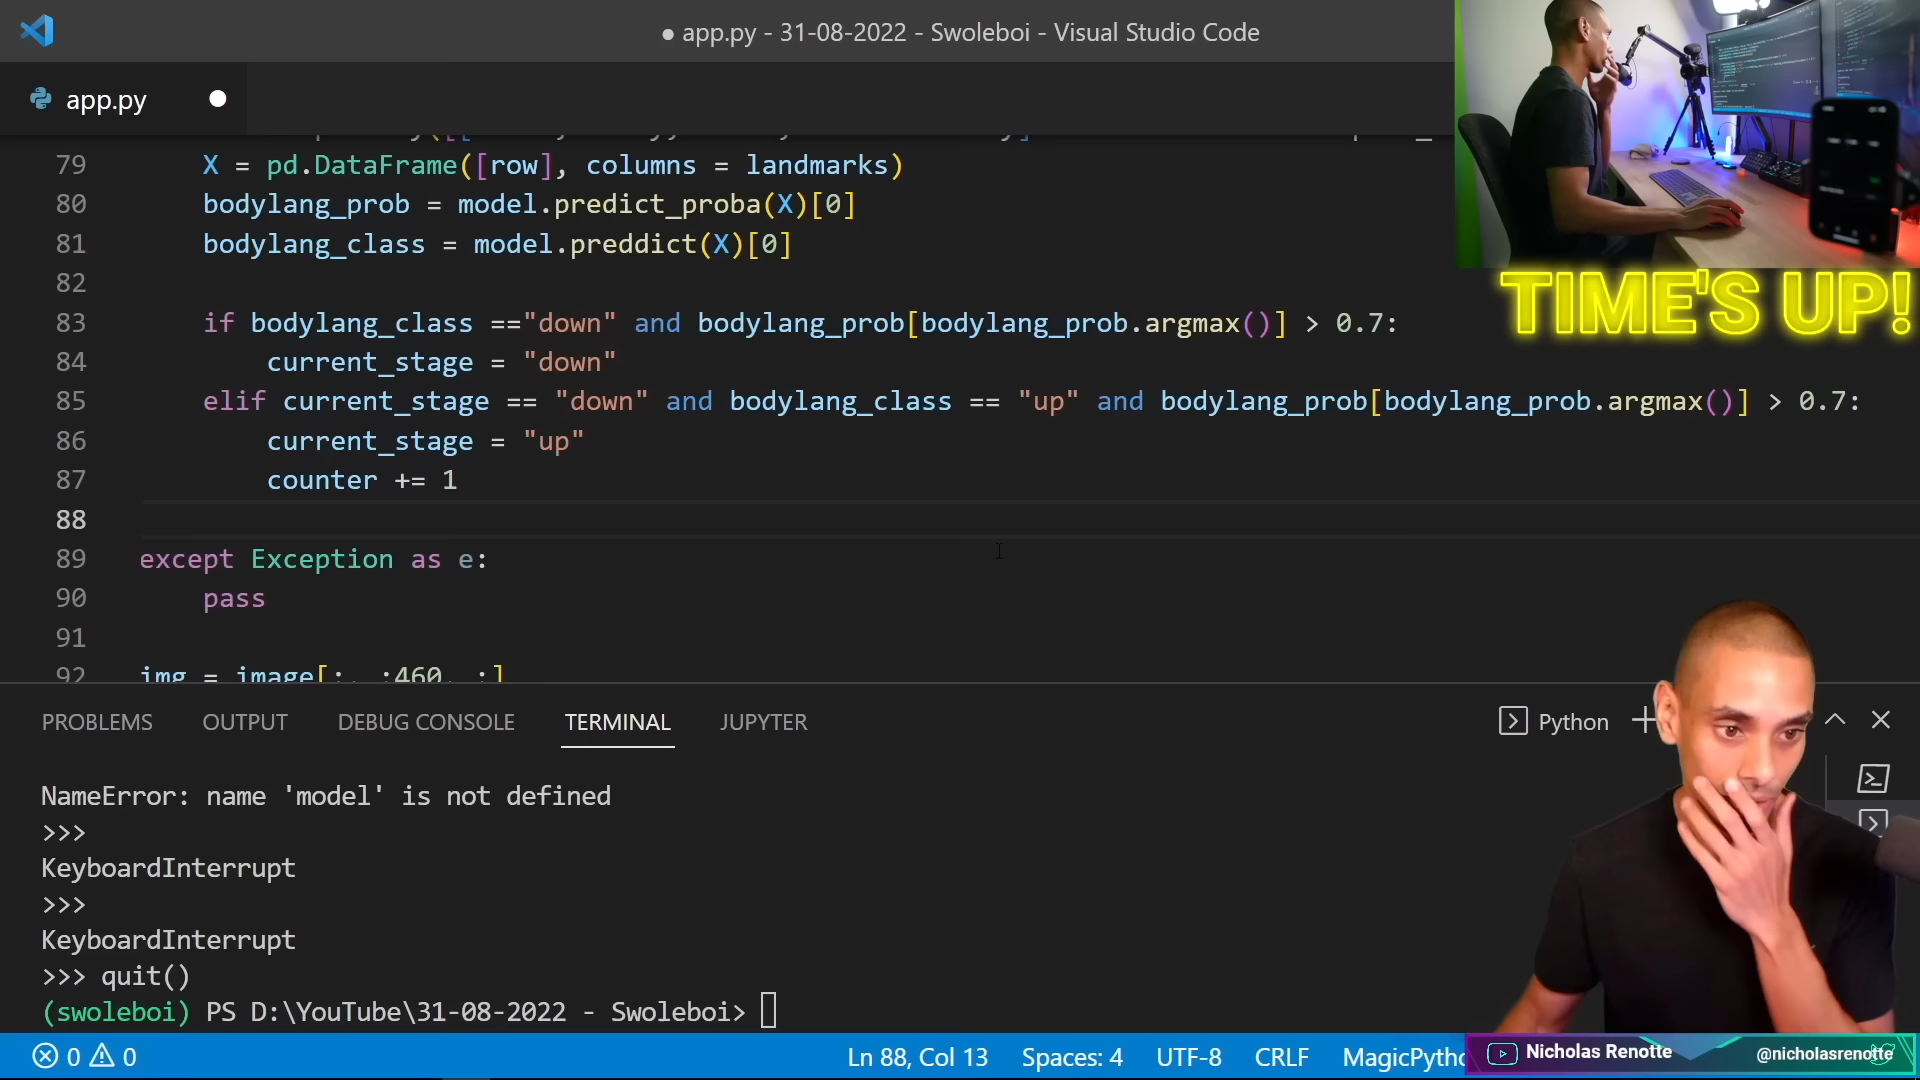 ● app.py - 31-08-2022 - Swoleboi - Visual Studio Code
app.py
79 X = pd.DataFrame([row], columns = landmarks)
80 bodylang_prob = model.predict_proba(X)[0]
81 bodylang_class = model.preddict(X)[0]
82
83 if bodylang_class =="down" and bodylang_prob[bodylang_prob.argmax()] > 0.7:
84 current_stage = "down"
85 elif current_stage == "down" and bodylang_class == "up" and bodylang_prob[bodylang_prob.argmax()] > 0.7:
86 current_stage = "up"
87 counter += 1
88
89 except Exception as e:
90 pass
91
92 img = image[:, :460, :]
TIME'S UP!
PROBLEMS OUTPUT DEBUG CONSOLE TERMINAL JUPYTER
Python
NameError: name 'model' is not defined
>>>
KeyboardInterrupt
>>>
KeyboardInterrupt
>>> quit()
(swoleboi) PS D:\YouTube\31-08-2022 - Swoleboi>
0 0
Ln 88, Col 13 Spaces: 4 UTF-8 CRLF MagicPytho
Nicholas Renotte @nicholasrenotte